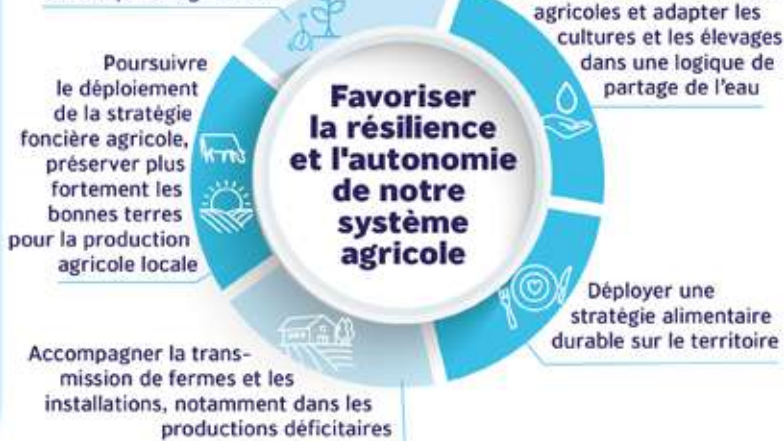 agricoles et adapter les
cultures et les élevages
dans une logique de
partage de l'eau
Poursuivre
le déploiement
de la stratégie
foncière agricole,
préserver plus
fortement les
bonnes terres
pour la production
agricole locale
Favoriser
la résilience
et l'autonomie
de notre
système
agricole
Déployer une
stratégie alimentaire
durable sur le territoire
Accompagner la trans-
mission de fermes et les
installations, notamment dans les
productions déficitaires